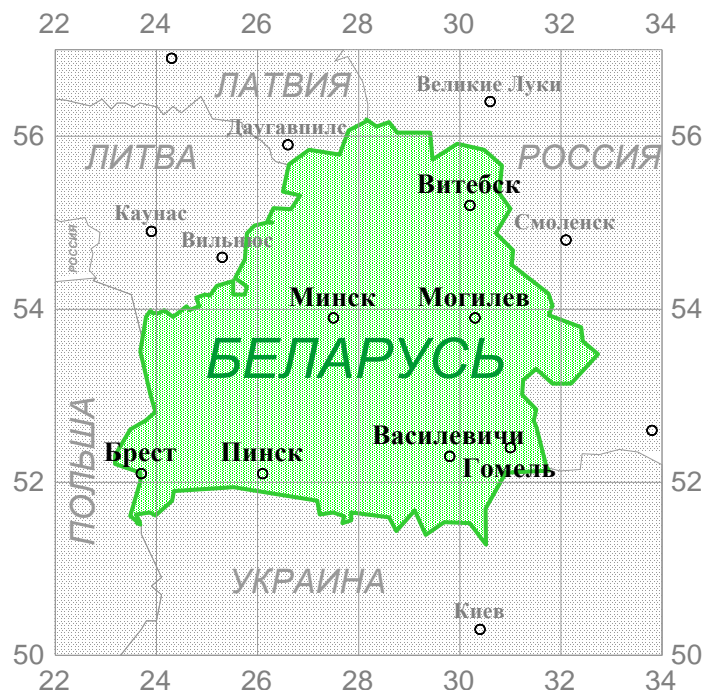 22 24 26 28 30 32 34
ЛАТВИЯ
Великие Луки
56 Даугавпилс 56
ЛИТВА
РОССИЯ
Витебск
Каунас
Смоленск
РОССИЯ
Вильнюс
Минск
Могилев
54 54
БЕЛАРУСЬ
ПОЛЬША
Василевичи
Брест
Пинск
Гомель
52 52
УКРАИНА
Киев
50 50
22 24 26 28 30 32 34